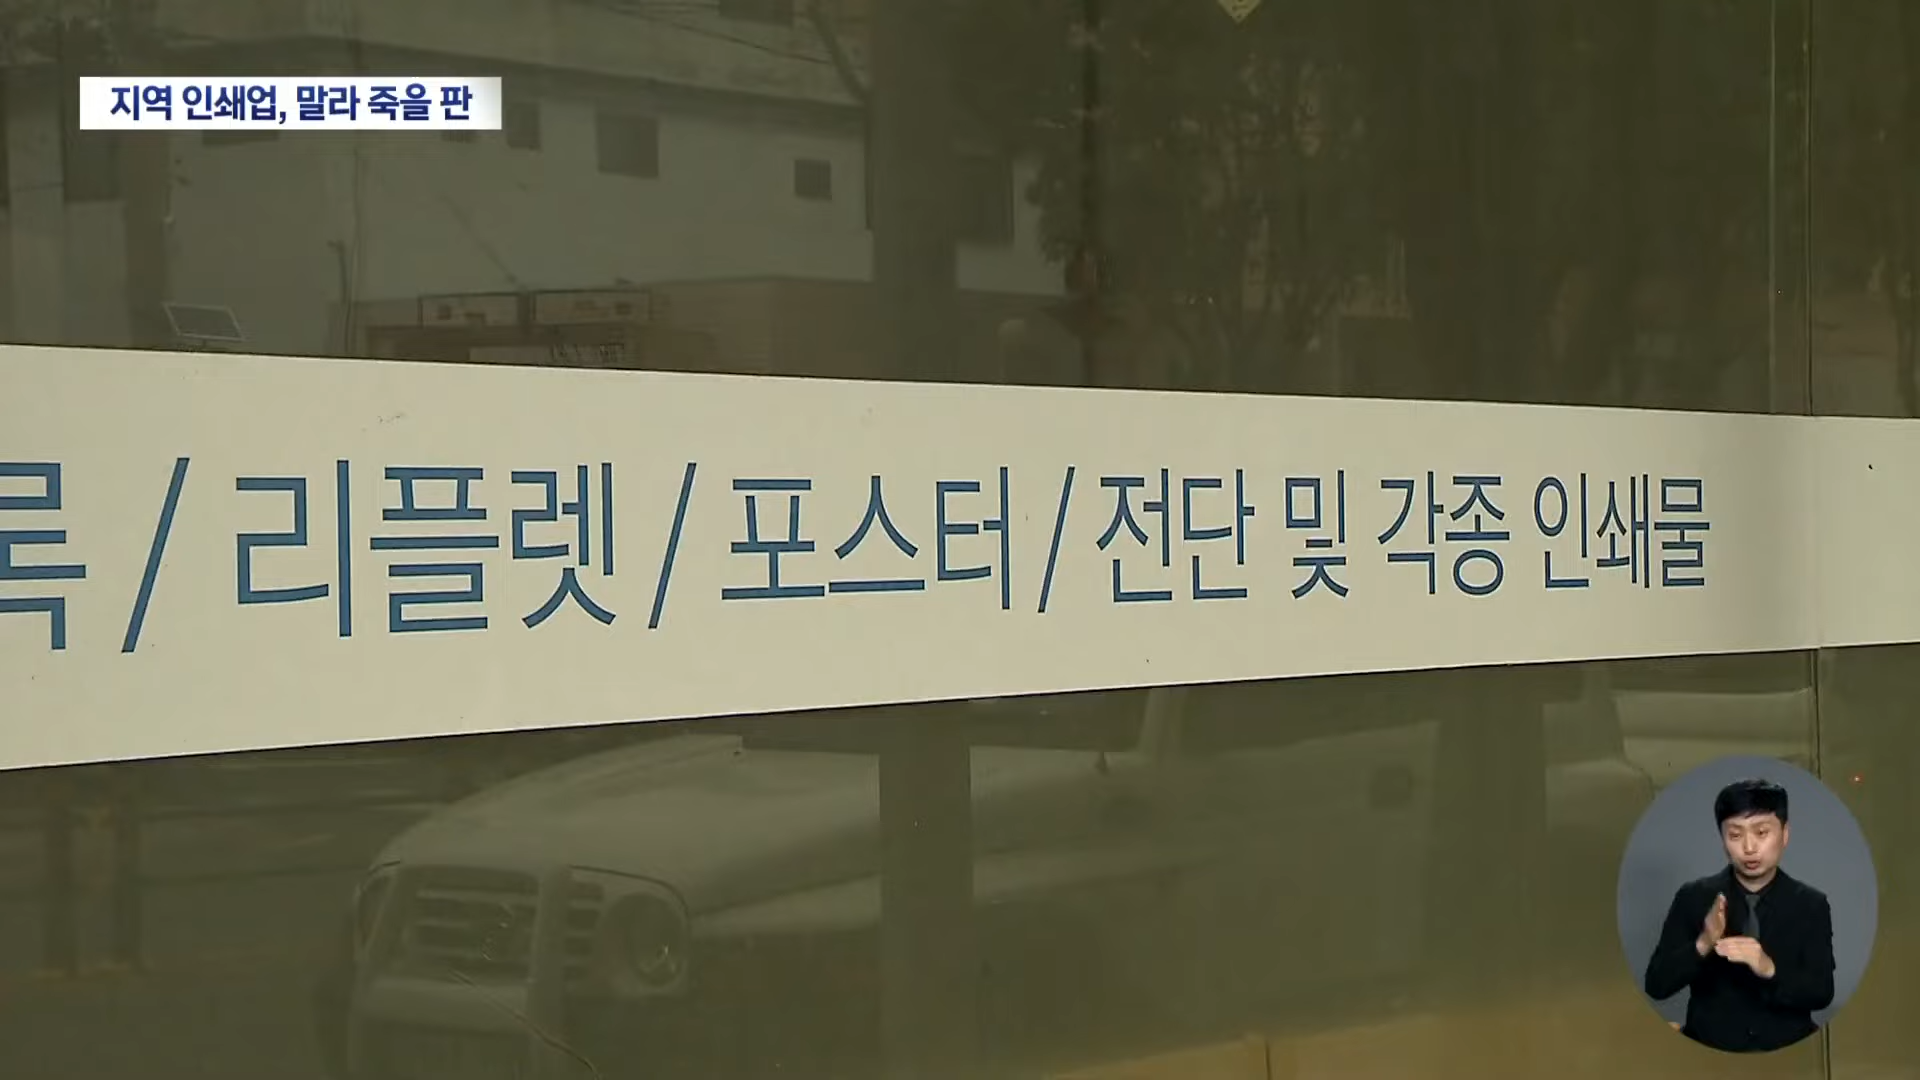 지역 인쇄업, 말라 죽을 판
록 / 리플렛 / 포스터 / 전단 및 각종 인쇄물